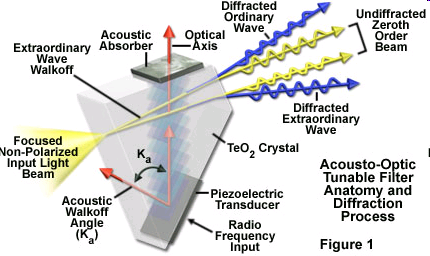 Diffracted
Ordinary
Wave
Undiffracted
Zeroth
Order
Beam
Acoustic
Absorber
Optical
Axis
Extraordinary
Wave
Walkoff
Diffracted
Extraordinary
Wave
Focused
Non-Polarized
Input Light
Beam
TeO2 Crystal
Ka
Acoustic
Walkoff
Angle
(Ka)
Piezoelectric
Transducer
Radio
Frequency
Input
Acousto-Optic
Tunable Filter
Anatomy and
Diffraction
Process
Figure 1